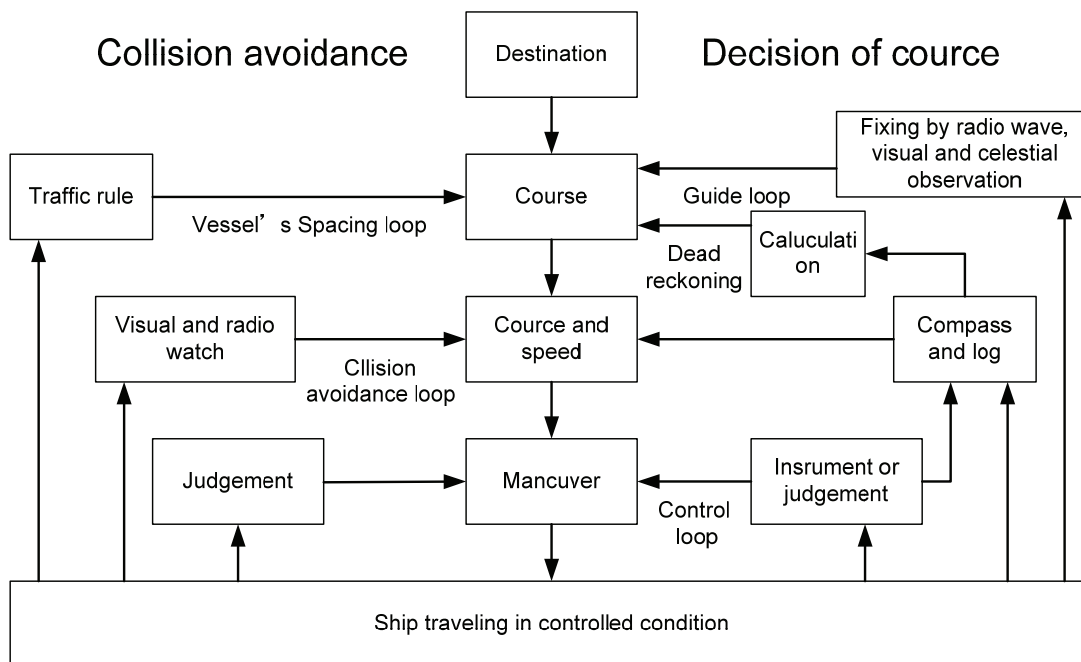 Collision avoidance
Destination
Decision of cource
Fixing by radio wave,
visual and celestial
observation
Traffic rule
Course
Vessel’s Spacing loop
Guide loop
Dead
reckoning
Caluculati
on
Visual and radio
watch
Cource and
speed
Compass
and log
Cllision
avoidance loop
Judgement
Mancuver
Insrument or
judgement
Control
loop
Ship traveling in controlled condition